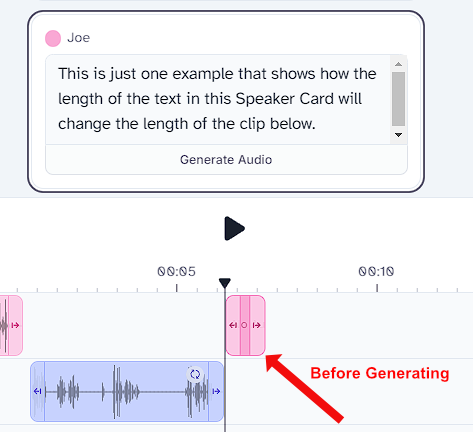 Joe
This is just one example that shows how the
length of the text in this Speaker Card will
change the length of the clip below.
Generate Audio
00:05
00:10
Before Generating